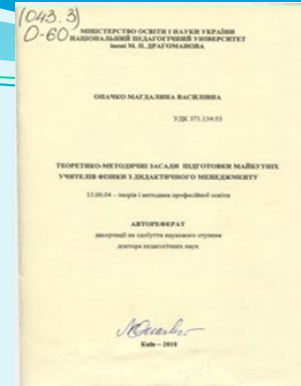 (043.3)
О-60
МІНІСТЕРСТВО ОСВІТИ І НАУКИ УКРАЇНИ
НАЦІОНАЛЬНИЙ ПЕДАГОГІЧНИЙ УНІВЕРСИТЕТ
імені М. П. ДРАГОМАНОВА
ОПАЧКО МАГДАЛИНА ВАСИЛІВНА
УДК 371.134:53
ТЕОРЕТИКО-МЕТОДИЧНІ ЗАСАДИ ПІДГОТОВКИ МАЙБУТНІХ
УЧИТЕЛІВ ФІЗИКИ З ДИДАКТИЧНОГО МЕНЕДЖМЕНТУ
13.00.04 – теорія і методика професійної освіти
АВТОРЕФЕРАТ
дисертації на здобуття наукового ступеня
доктора педагогічних наук
Київ – 2018